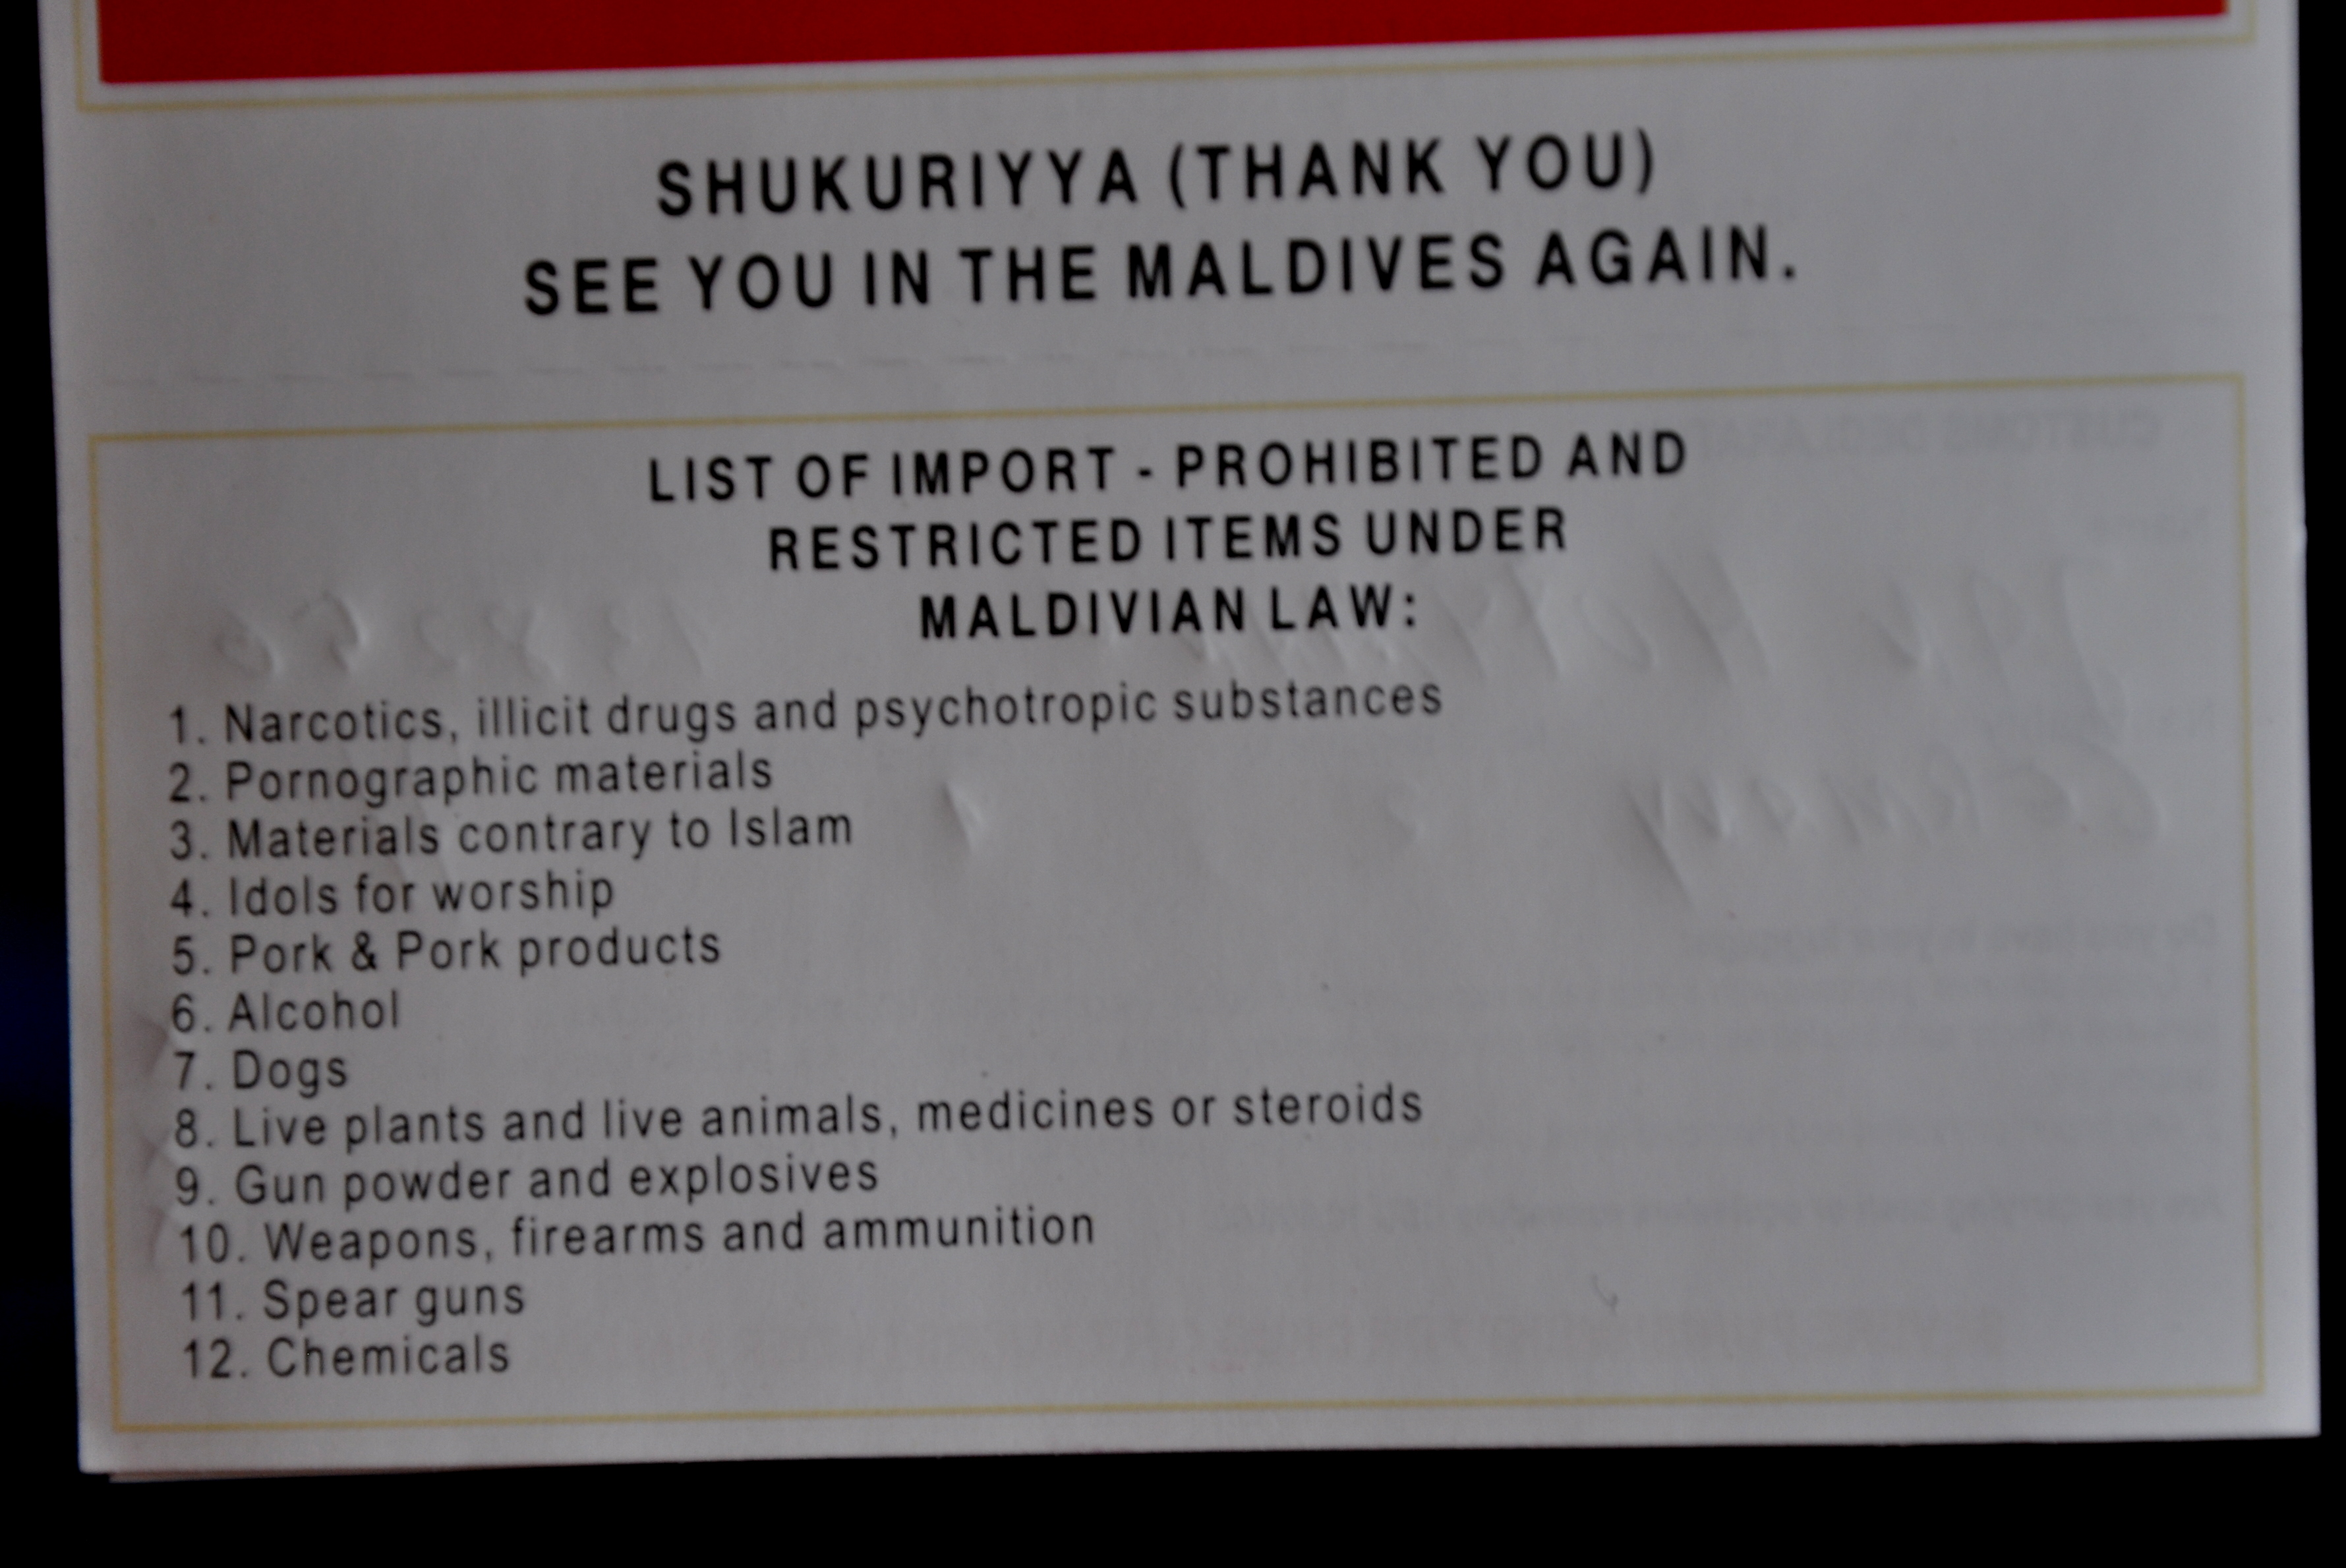 SHUKURIYYA (THANK YOU)
SEE YOU IN THE MALDIVES AGAIN.
LIST OF IMPORT - PROHIBITED AND
RESTRICTED ITEMS UNDER
MALDIVIAN LAW:
1. Narcotics, illicit drugs and psychotropic substances
2. Pornographic materials
3. Materials contrary to Islam
4. Idols for worship
5. Pork & Pork products
6. Alcohol
7. Dogs
8. Live plants and live animals, medicines or steroids
9. Gun powder and explosives
10. Weapons, firearms and ammunition
11. Spear guns
12. Chemicals